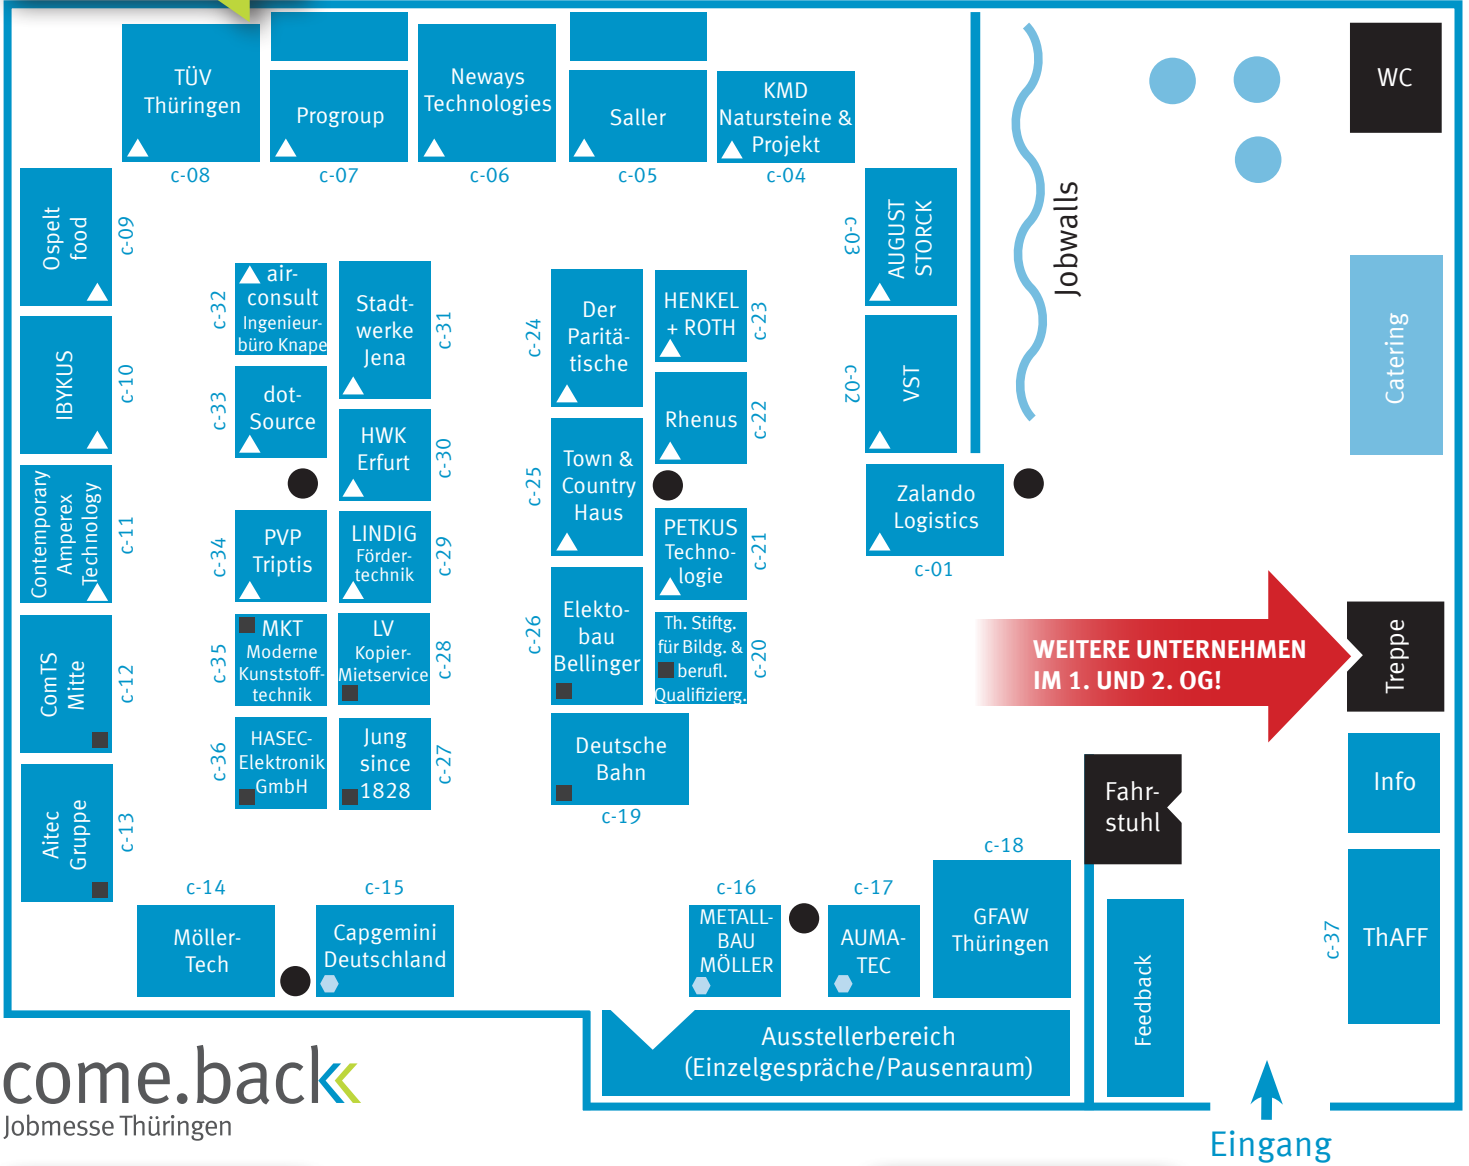 TÜV
Thüringen
c-08
Progroup
c-07
Neways
Technologies
c-06
Saller
c-05
KMD
Natursteine &
Projekt
c-04
WC
Ospelt
food
c-09
AUGUST
STORCK
c-03
Jobwalls
air-
consult
Ingenieur-
büro Knape
c-32
Stadt-
werke
Jena
c-31
Der
Paritä-
tische
c-24
HENKEL
+ ROTH
c-23
Catering
IBYKUS
c-10
dot-
Source
c-33
HWK
Erfurt
c-30
Rhenus
c-22
VST
c-02
Town &
Country
Haus
c-25
Zalando
Logistics
c-01
Contemporary
Amperex
Technology
c-11
PVP
Triptis
c-34
LINDIG
Förder-
technik
c-29
PETKUS
Techno-
logie
c-21
ComTS
Mitte
c-12
MKT
Moderne
Kunststoff-
technik
c-35
LV
Kopier-
Mietservice
c-28
Elekto-
bau
Bellinger
c-26
Th. Stiftg.
für Bildg. &
berufl.
Qualifizierg.
c-20
WEITERE UNTERNEHMEN
IM 1. UND 2. OG!
Treppe
Aitec
Gruppe
c-13
HASEC-
Elektronik
GmbH
c-36
Jung
since
1828
c-27
Deutsche
Bahn
c-19
Fahr-
stuhl
Info
c-14
Möller-
Tech
c-15
Capgemini
Deutschland
c-16
METALL-
BAU
MÖLLER
c-17
AUMA-
TEC
c-18
GFAW
Thüringen
Feedback
c-37
ThAFF
Ausstellerbereich
(Einzelgespräche/Pausenraum)
come.back
Jobmesse Thüringen
Eingang